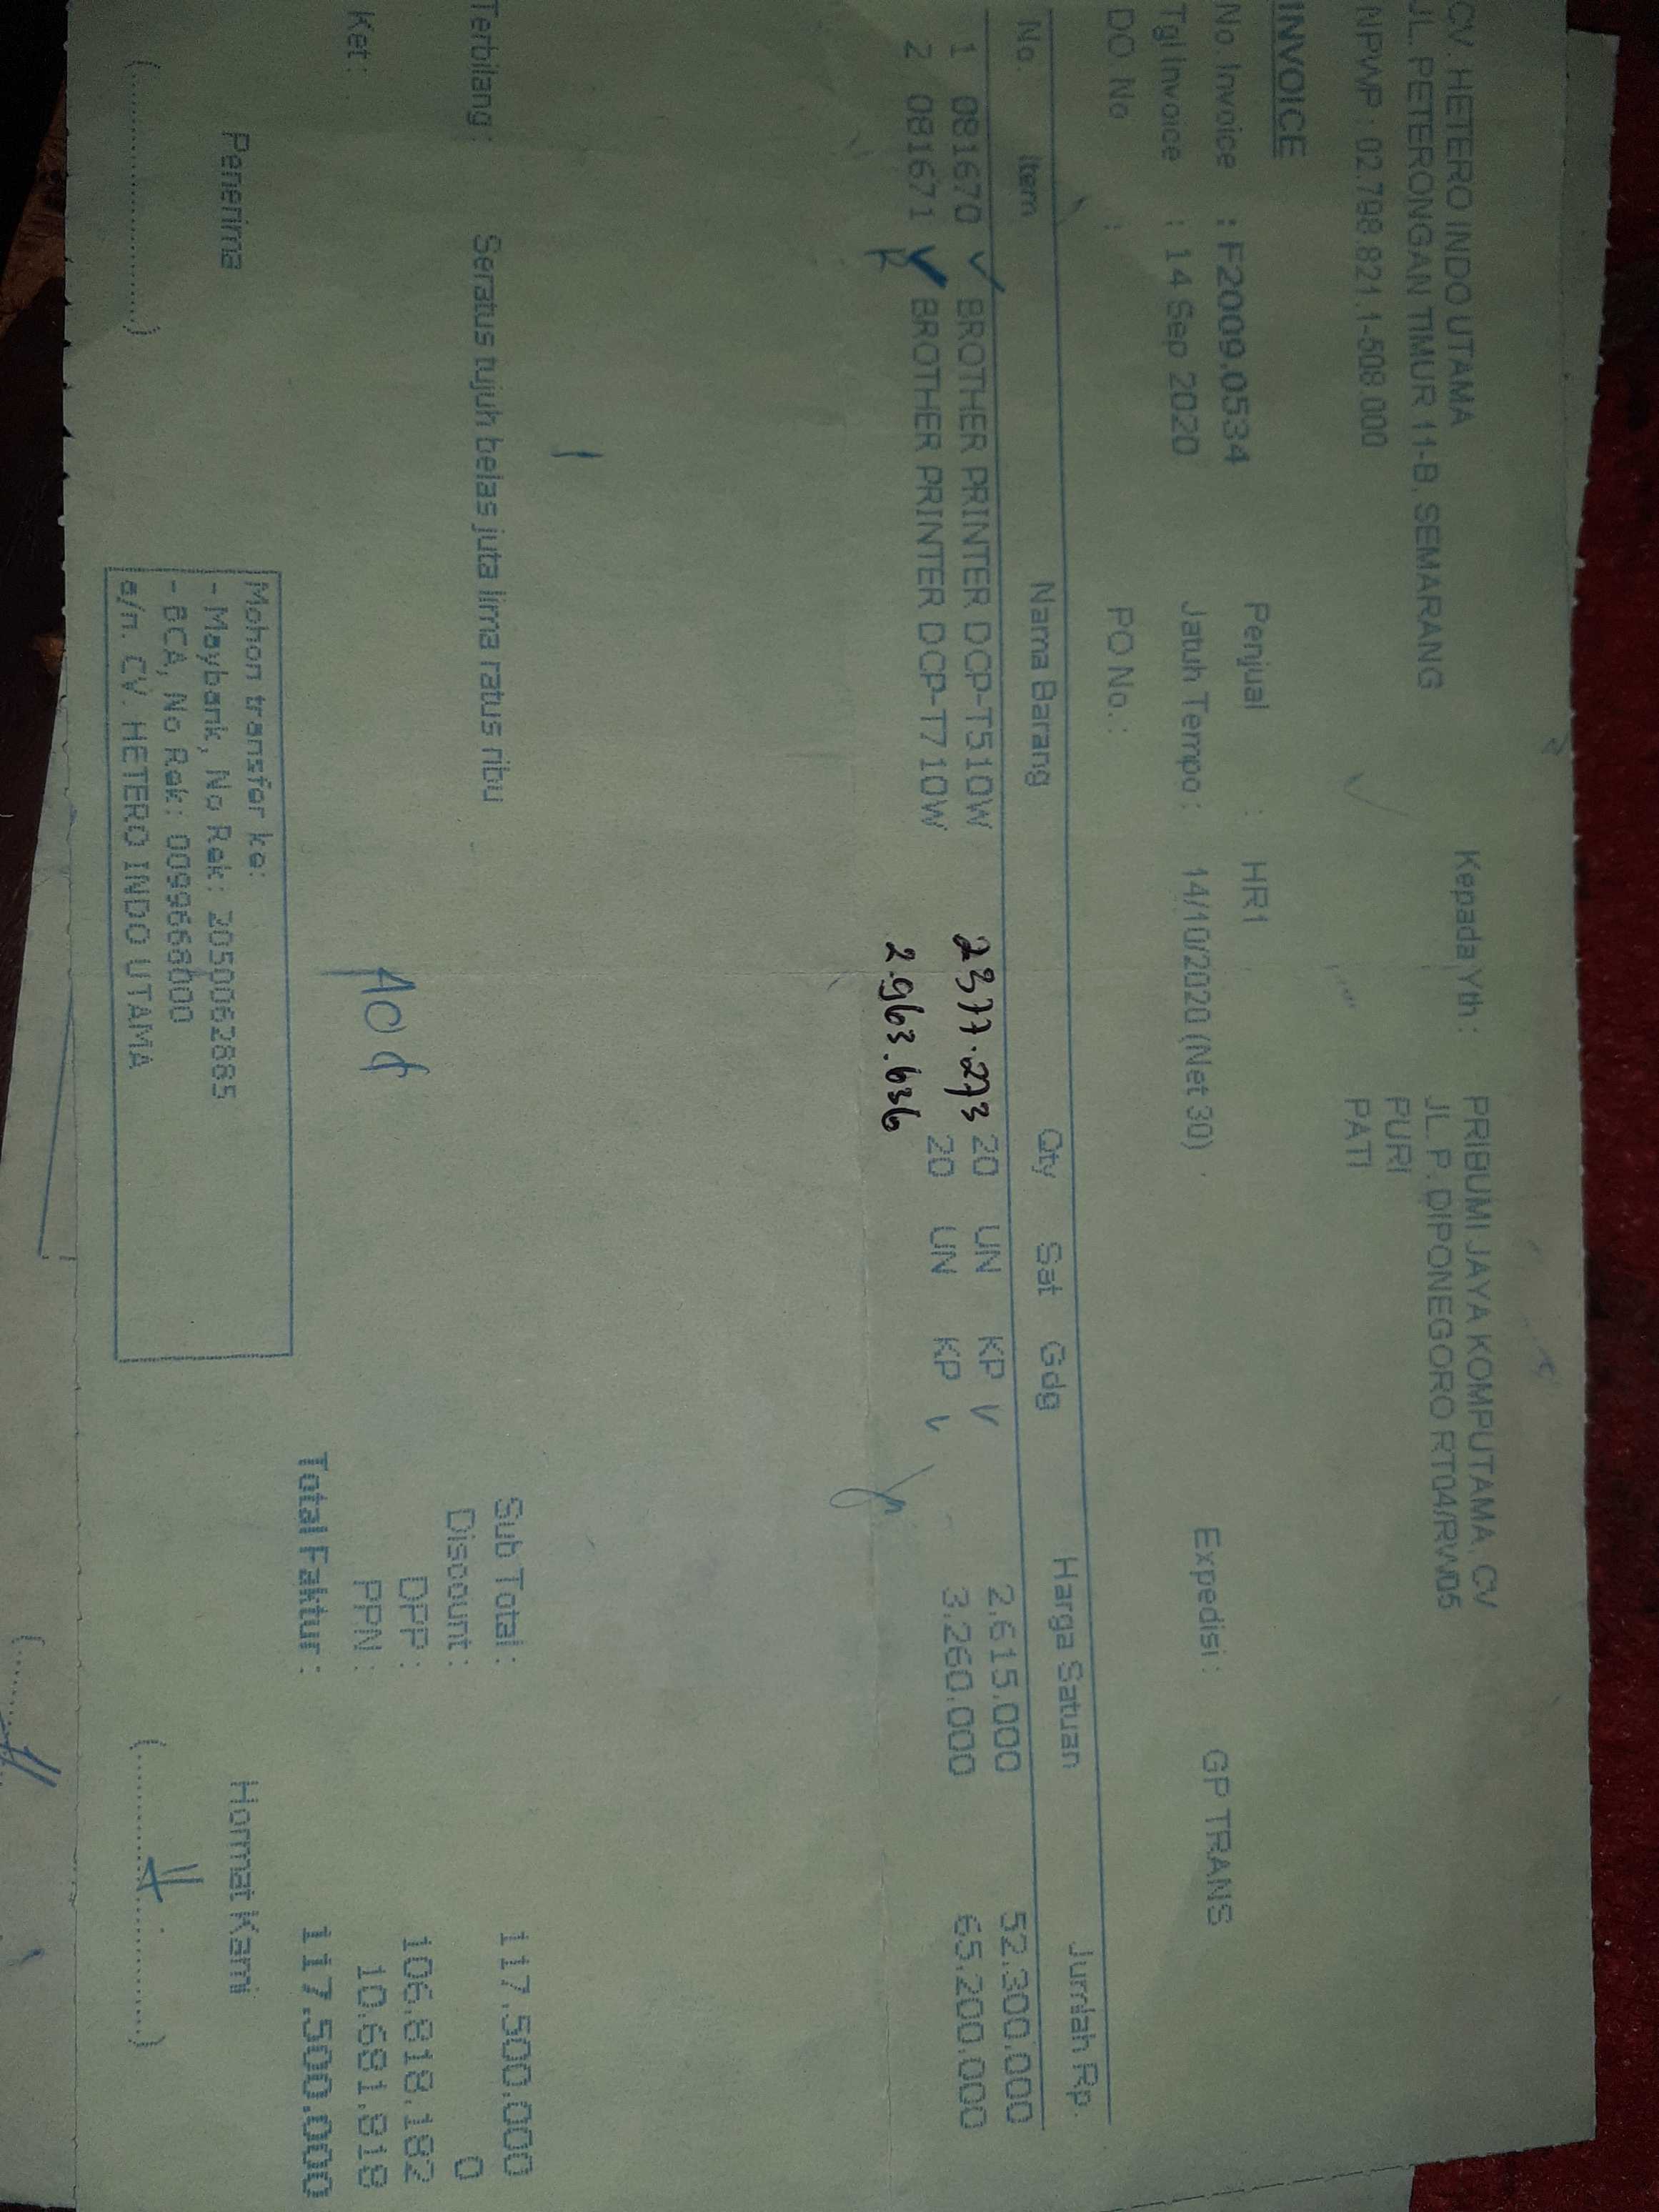 CV. HETERO INDO UTAMA
JL. PETERONGAN TIMUR 11-B, SEMARANG
NPWP : 02.798.821.1-508.000
Kepada Yth : PRIBUMI JAYA KOMPUTAMA, CV
JL. P. DIPONEGORO RT04/RW05
PURI
PATI
INVOICE
No Invoice : F2009.0534 Penjual : HR1
Tgl Invoice : 14 Sep 2020 Jatuh Tempo : 14/10/2020 (Net 30) Expedisi : GP TRANS
DO No : PO No. :
No. Item Nama Barang Qty Sat Gdg Harga Satuan Jumlah Rp.
1 081670 BROTHER PRINTER DCP-T510W 2377.273 20 UN KP 2.615.000 52.300.000
2 081671 BROTHER PRINTER DCP-T710W 2.963.636 20 UN KP 3.260.000 65.200.000
Terbilang : Seratus tujuh belas juta lima ratus ribu
Sub Total : 117.500.000
Discount : 0
DPP : 106.818.182
Ket :
PPN : 10.681.818
Total Faktur : 117.500.000
Penerima
Mohon transfer ke:
- Maybank, No Rek: 2050062885
- BCA, No Rek: 0099666000
a/n. CV. HETERO INDO UTAMA
Hormat Kami
(....................)
(....................)